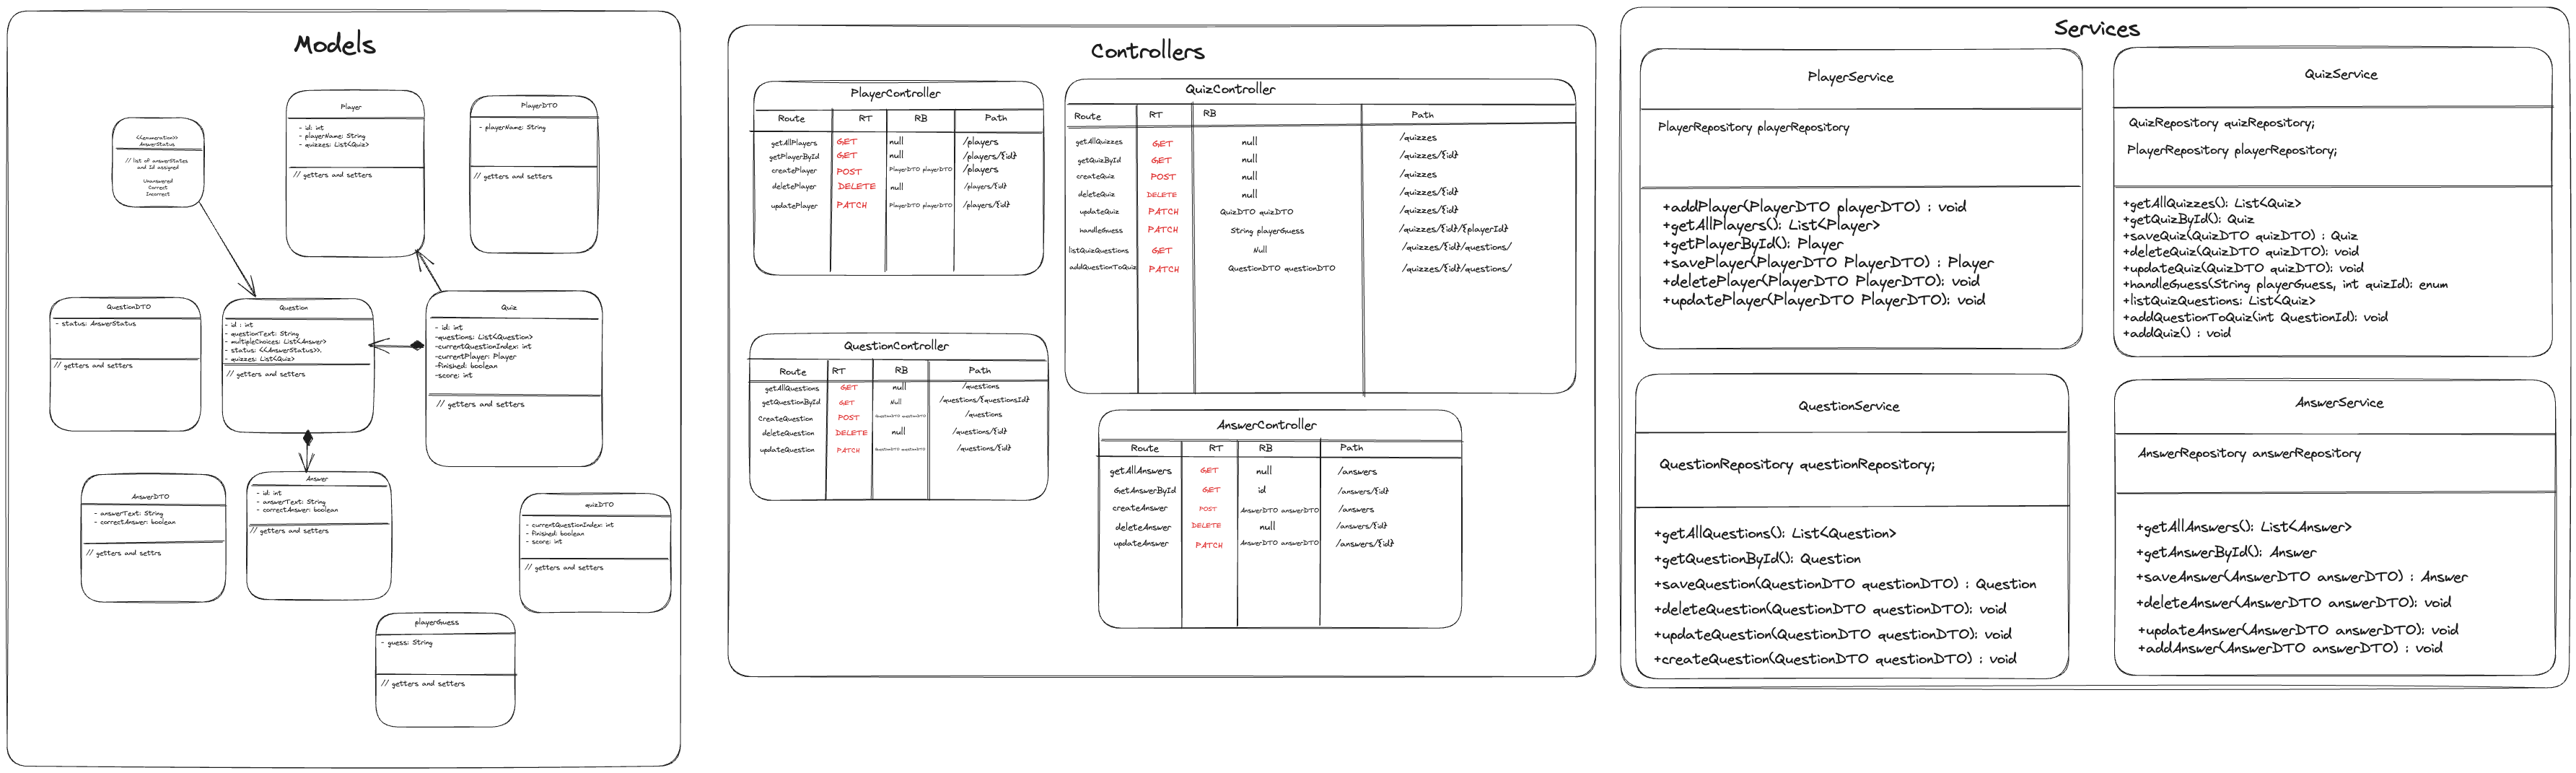 Models
<<Enumeration>>
AnswerStatus
// list of answerStates
and Id assigned
Unanswered
Correct
Incorrect
Player
- id: int
- playerName: String
- quizzes: List<Quiz>
// getters and setters
PlayerDTO
- playerName: String
// getters and setters
QuestionDTO
- status: AnswerStatus
// getters and setters
Question
- id : int
- questionText: String
- multipleChoices: List<Answer>
- status: <<AnswerStatus>>.
- quizzes: List<Quiz>
// getters and setters
Quiz
- id: int
-questions: List<Question>
-currentQuestionIndex: int
-currentPlayer: Player
-finished: boolean
-score: int
// getters and setters
AnswerDTO
- answerText: String
- correctAnswer: boolean
// getters and settrs
Answer
- id: int
- answerText: String
- correctAnswer: boolean
// getters and setters
quizDTO
- currentQuestionIndex: int
- finished: boolean
- score: int
// getters and setters
playerGuess
- guess: String
// getters and setters
Controllers
PlayerController
Route RT RB Path
getAllPlayers GET null /players
getPlayerById GET null /players/{id}
createPlayer POST PlayerDTO playerDTO /players
deletePlayer DELETE null /players/{id}
updatePlayer PATCH PlayerDTO playerDTO /players/{id}
QuizController
Route RT RB Path
getAllQuizzes GET null /quizzes
getQuizById GET null /quizzes/{id}
createQuiz POST null /quizzes
deleteQuiz DELETE null /quizzes/{id}
updateQuiz PATCH QuizDTO quizDTO /quizzes/{id}
handleGuess PATCH String playerGuess /quizzes/{id}/{playerId}
listQuizQuestions GET Null /quizzes/{id}/questions/
addQuestionToQuiz PATCH QuestionDTO questionDTO /quizzes/{id}/questions/
QuestionController
Route RT RB Path
getAllQuestions GET null /questions
getQuestionById GET Null /questions/{questionsId}
CreateQuestion POST QuestionDTO questionDTO /questions
deleteQuestion DELETE null /questions/{id}
updateQuestion PATCH QuestionDTO questionDTO /questions/{id}
AnswerController
Route RT RB Path
getAllAnswers GET null /answers
GetAnswerById GET id /answers/{id}
createAnswer POST AnswerDTO answerDTO /answers
deleteAnswer DELETE null /answers/{id}
updateAnswer PATCH AnswerDTO answerDTO /answers/{id}
Services
PlayerService
PlayerRepository playerRepository
+addPlayer(PlayerDTO playerDTO) : void
+getAllPlayers(): List<Player>
+getPlayerById(): Player
+savePlayer(PlayerDTO PlayerDTO) : Player
+deletePlayer(PlayerDTO PlayerDTO): void
+updatePlayer(PlayerDTO PlayerDTO): void
QuizService
QuizRepository quizRepository;
PlayerRepository playerRepository;
+getAllQuizzes(): List<Quiz>
+getQuizById(): Quiz
+saveQuiz(QuizDTO quizDTO) : Quiz
+deleteQuiz(QuizDTO quizDTO): void
+updateQuiz(QuizDTO quizDTO): void
+handleGuess(String playerGuess, int quizId): enum
+listQuizQuestions: List<Quiz>
+addQuestionToQuiz(int QuestionId): void
+addQuiz() : void
QuestionService
QuestionRepository questionRepository;
+getAllQuestions(): List<Question>
+getQuestionById(): Question
+saveQuestion(QuestionDTO questionDTO) : Question
+deleteQuestion(QuestionDTO questionDTO): void
+updateQuestion(QuestionDTO questionDTO): void
+createQuestion(QuestionDTO questionDTO) : void
AnswerService
AnswerRepository answerRepository
+getAllAnswers(): List<Answer>
+getAnswerById(): Answer
+saveAnswer(AnswerDTO answerDTO) : Answer
+deleteAnswer(AnswerDTO answerDTO): void
+updateAnswer(AnswerDTO answerDTO): void
+addAnswer(AnswerDTO answerDTO) : void